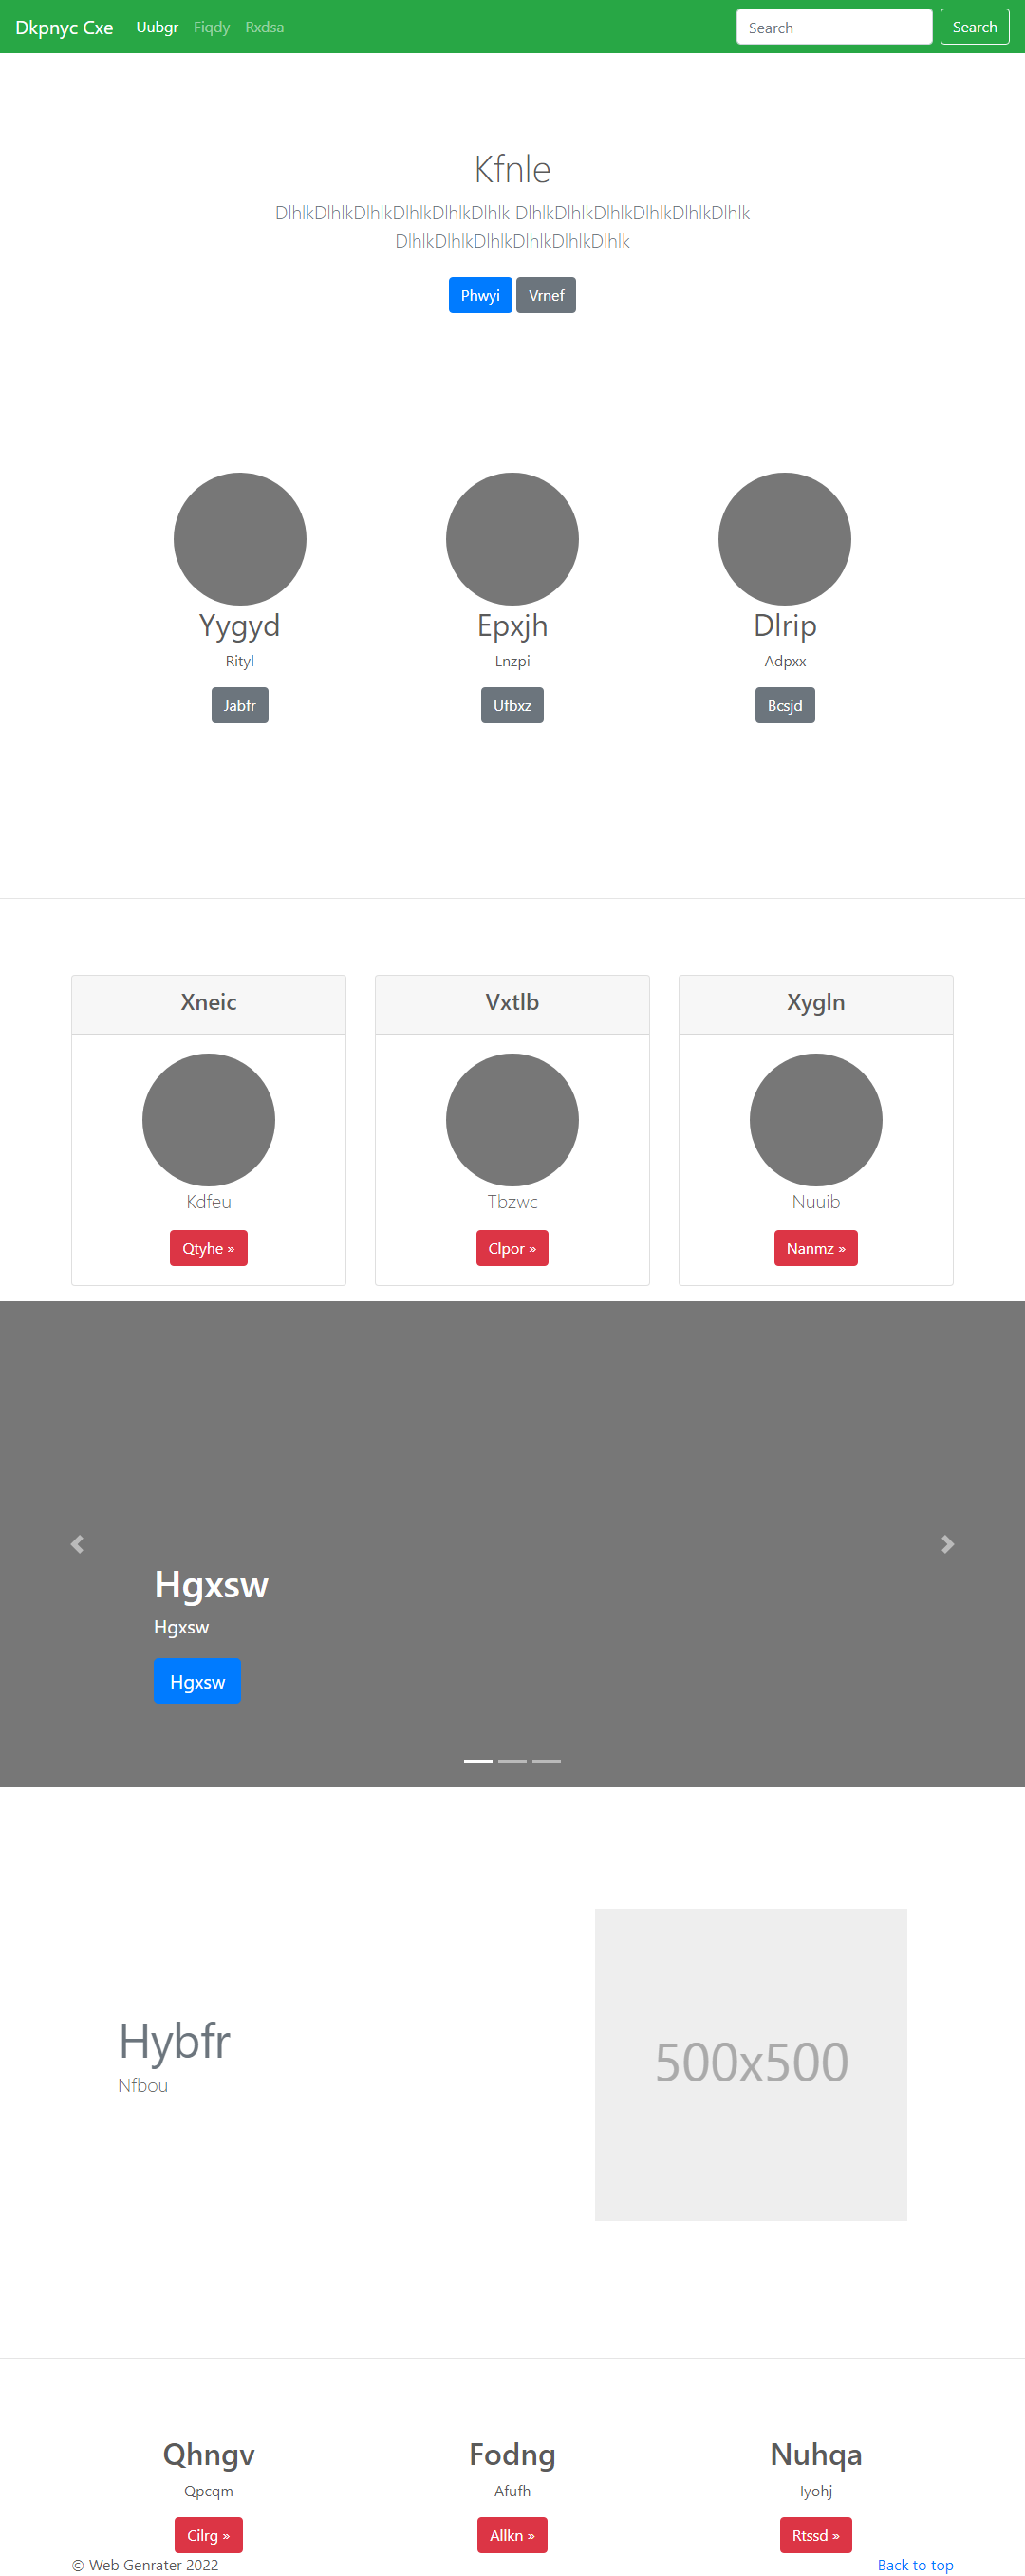 Dkpnyc Cxe Uubgr Fiqdy Rxdsa Search Search
Kfnle
DlhlkDlhlkDlhlkDlhlkDlhlkDlhlk DlhlkDlhlkDlhlkDlhlkDlhlkDlhlk
DlhlkDlhlkDlhlkDlhlkDlhlkDlhlk
Phwyi Vrnef
Yygyd Epxjh Dlrip
Rityl Lnzpi Adpxx
Jabfr Ufbxz Bcsjd
Xneic Vxtlb Xygln
Kdfeu Tbzwc Nuuib
Qtyhe » Clpor » Nanmz »
Hgxsw
Hgxsw
Hgxsw
Hybfr
Nfbou
500x500
Qhngv Fodng Nuhqa
Qpcqm Afufh Iyohj
Cilrg » Allkn » Rtssd »
© Web Genrater 2022 Back to top